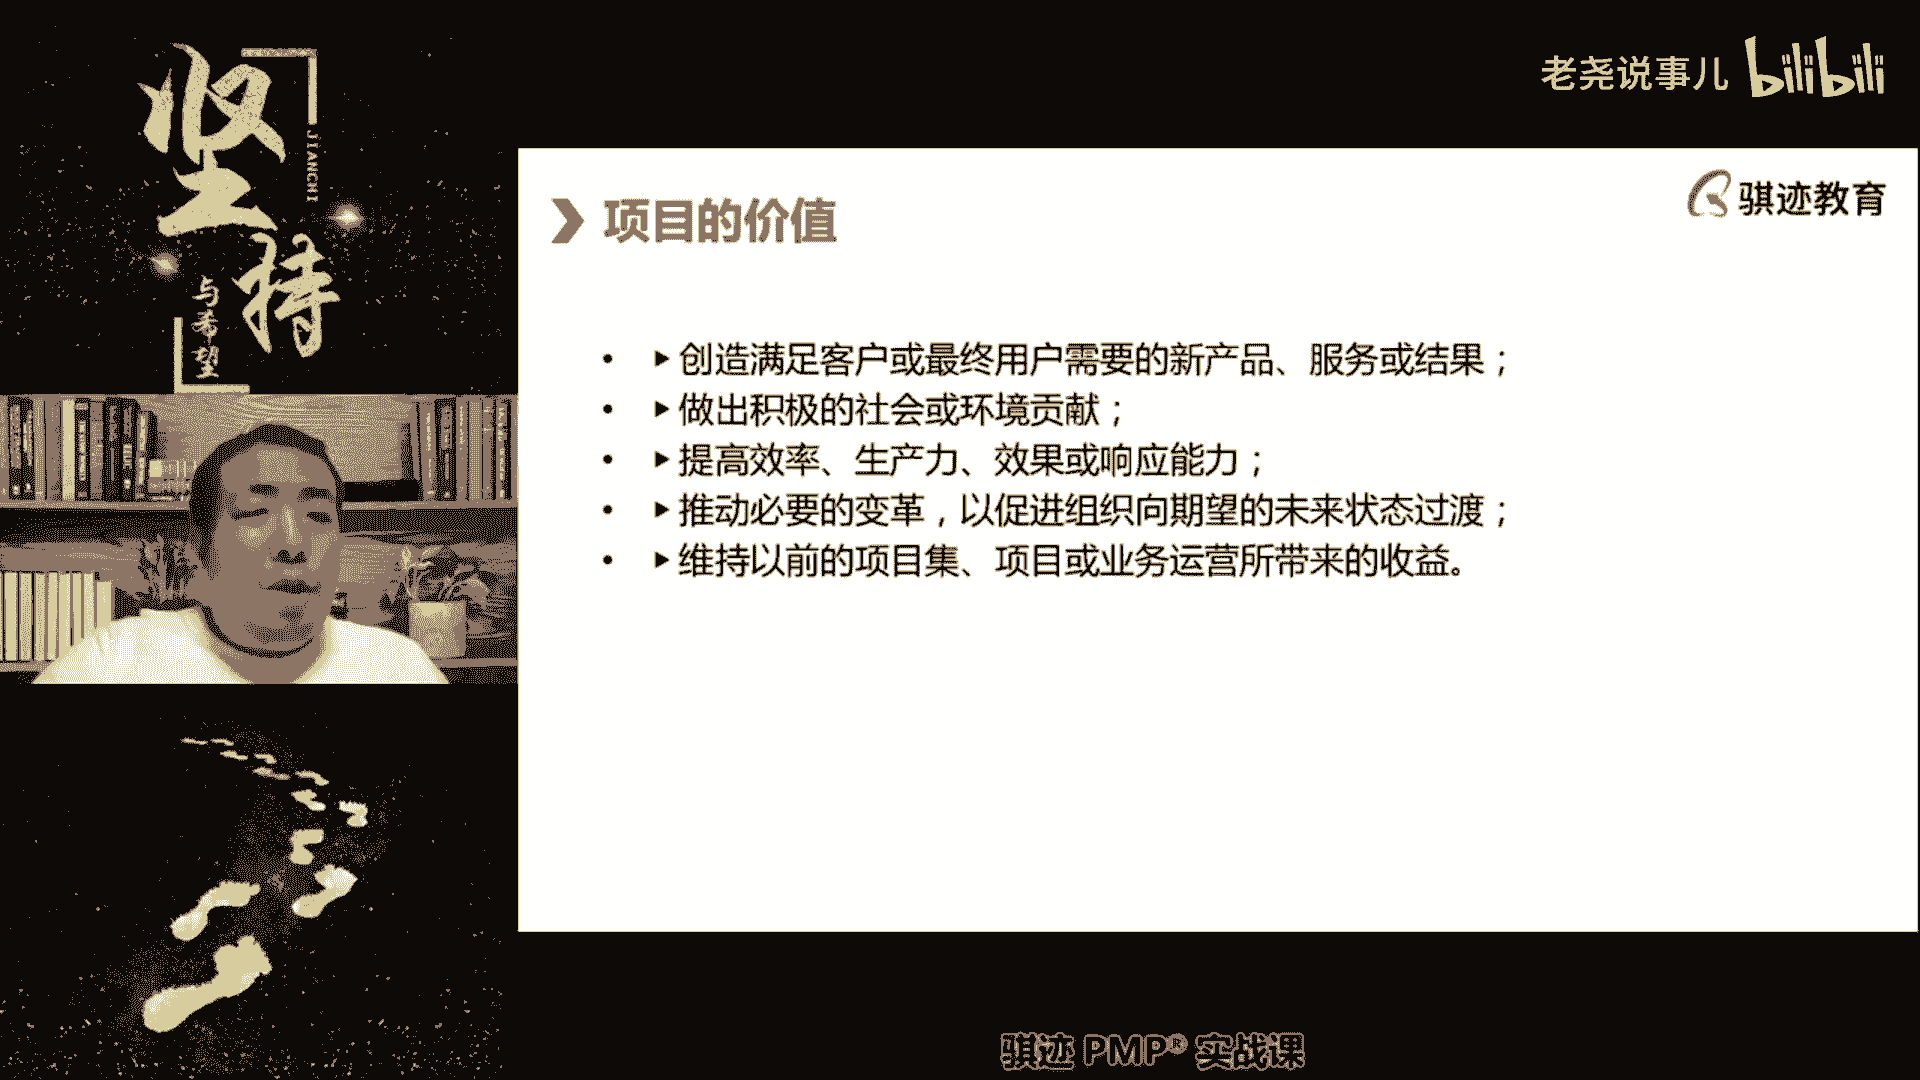 坚持
JIANCHI
与希望
老尧说事儿 bilibili
骐迹教育
项目的价值
• ▶创造满足客户或最终用户需要的新产品、服务或结果；
• ▶做出积极的社会或环境贡献；
• ▶提高效率、生产力、效果或响应能力；
• ▶推动必要的变革，以促进组织向期望的未来状态过渡；
• ▶维持以前的项目集、项目或业务运营所带来的收益。
骐迹 PMP® 实战课